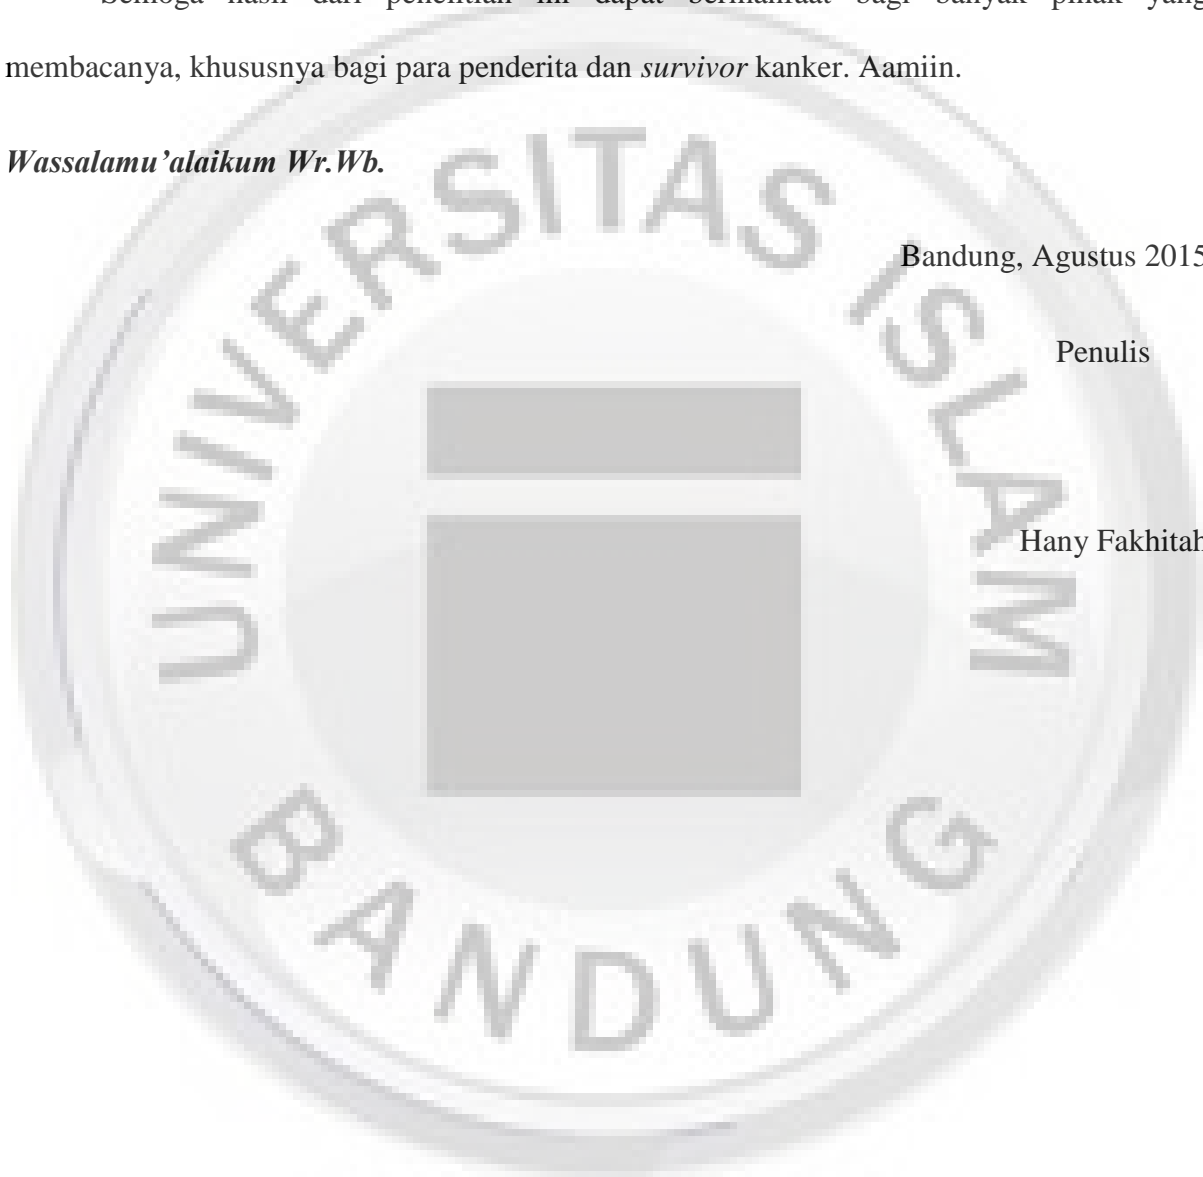 Semoga hasil dari penelitian ini dapat bermanfaat bagi banyak pihak yang
membacanya, khususnya bagi para penderita dan survivor kanker. Aamiin.
Wassalamu’alaikum Wr.Wb.
Bandung, Agustus 2015
Penulis
Hany Fakhitah
UNIVERSITAS ISLAM
BANDUNG